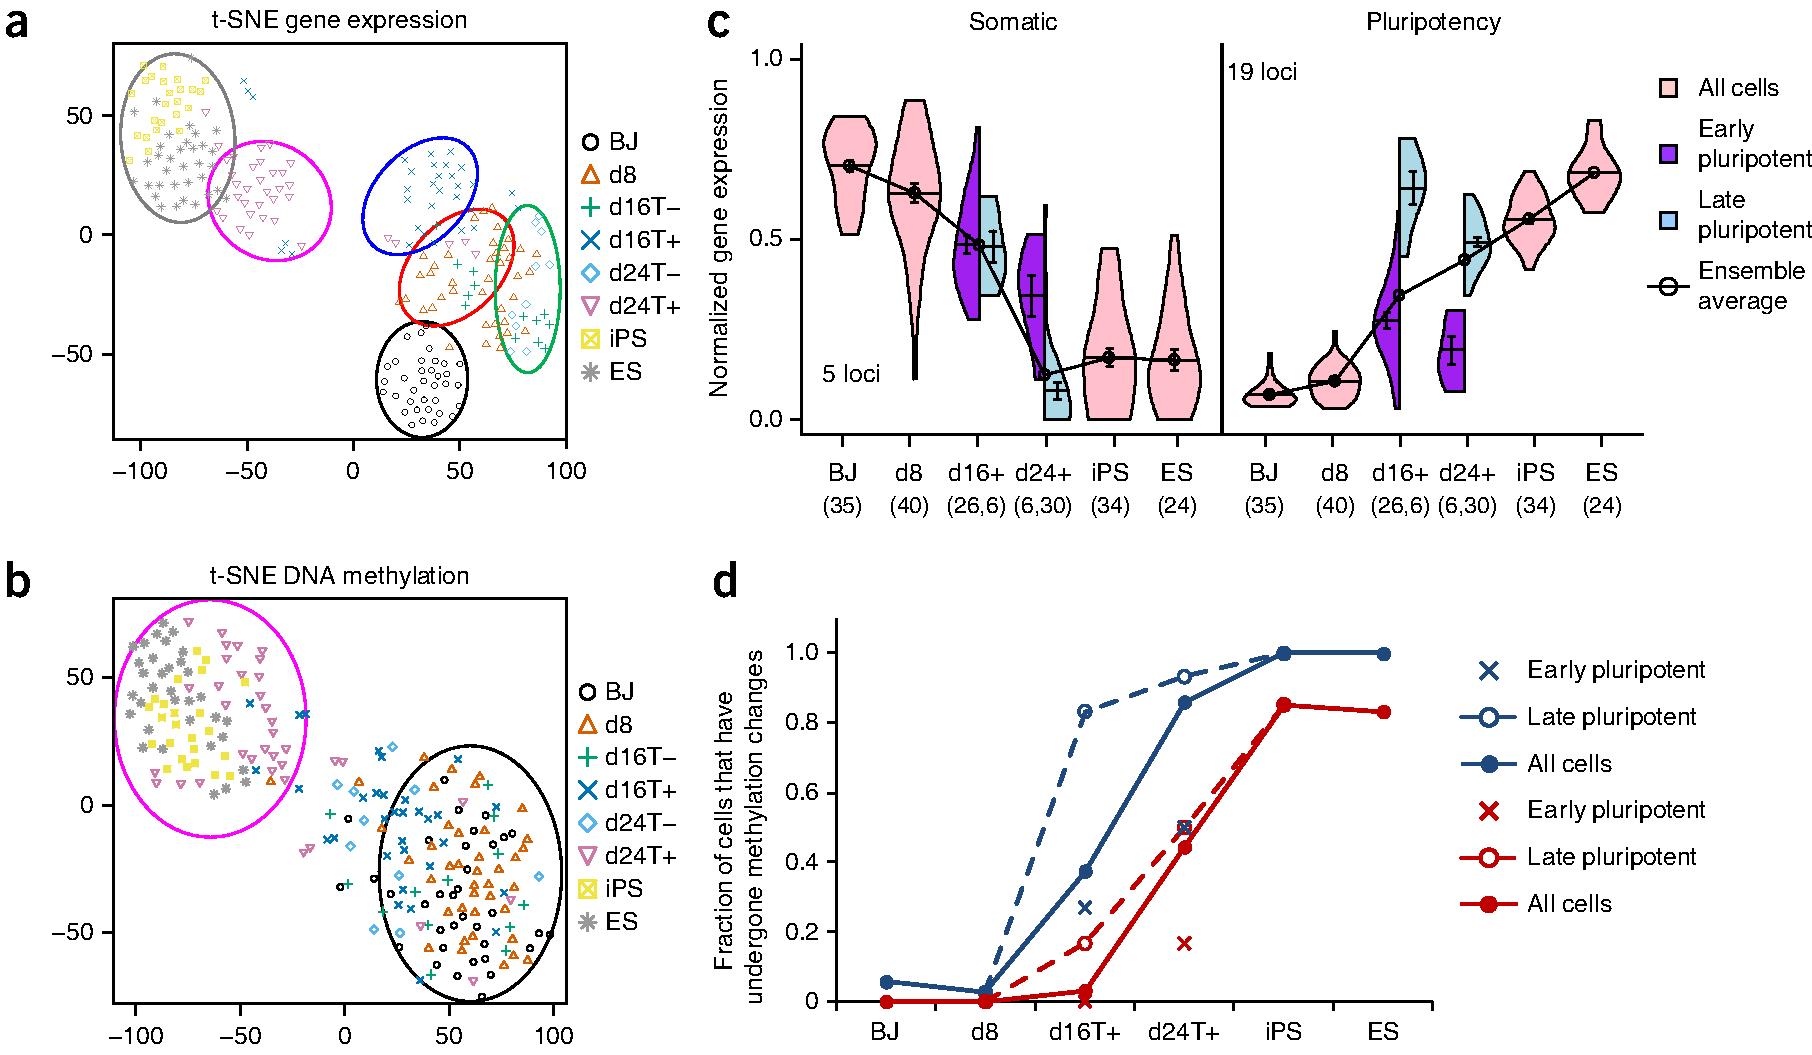 a
t-SNE gene expression
50
0
−50
−100
−50
0
50
100
BJ
d8
d16T−
d16T+
d24T−
d24T+
iPS
ES
b
t-SNE DNA methylation
50
0
−50
−100
−50
0
50
100
BJ
d8
d16T−
d16T+
d24T−
d24T+
iPS
ES
c
Somatic
Pluripotency
Normalized gene expression
1.0
0.5
0.0
5 loci
19 loci
BJ d8 d16+ d24+ iPS ES
(35) (40) (26,6) (6,30) (34) (24)
BJ d8 d16+ d24+ iPS ES
(35) (40) (26,6) (6,30) (34) (24)
All cells
Early
pluripotent
Late
pluripotent
Ensemble
average
d
Fraction of cells that have
undergone methylation changes
1.0
0.8
0.6
0.4
0.2
0
BJ d8 d16T+ d24T+ iPS ES
Early pluripotent
Late pluripotent
All cells
Early pluripotent
Late pluripotent
All cells